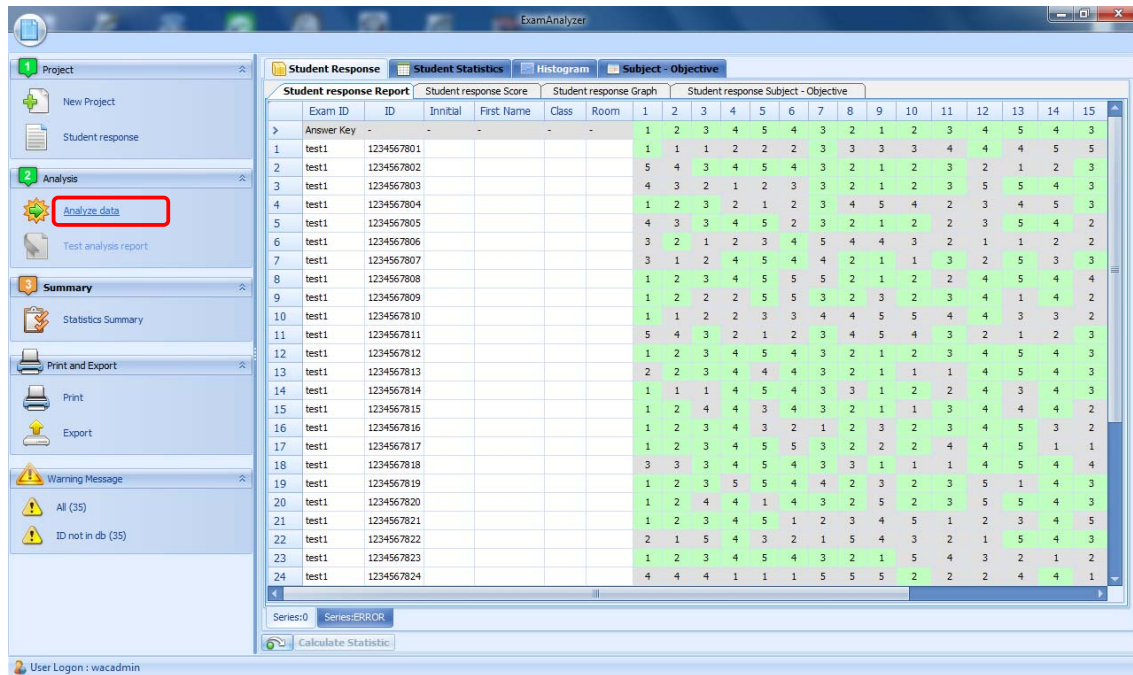 ExamAnalyzer
1 Project
New Project
Student response
2 Analysis
Analyze data
Test analysis report
3 Summary
Statistics Summary
Print and Export
Print
Export
Warning Message
All (35)
ID not in db (35)
Student Response Student Statistics Histogram Subject - Objective
Student response Report Student response Score Student response Graph Student response Subject - Objective
Exam ID ID Innitial First Name Class Room 1 2 3 4 5 6 7 8 9 10 11 12 13 14 15
> Answer Key - - - - - 1 2 3 4 5 4 3 2 1 2 3 4 5 4 3
1 test1 1234567801 1 1 1 2 2 2 3 3 3 3 4 4 4 5 5
2 test1 1234567802 5 4 3 4 5 4 3 2 1 2 3 2 1 2 3
3 test1 1234567803 4 3 2 1 2 3 3 2 1 2 3 5 5 4 3
4 test1 1234567804 1 2 3 2 1 2 3 4 5 4 2 3 4 5 3
5 test1 1234567805 4 3 3 4 5 2 3 2 1 2 2 3 5 4 2
6 test1 1234567806 3 2 1 2 3 4 5 4 4 3 2 1 1 2 2
7 test1 1234567807 3 1 2 4 5 4 4 2 1 1 3 2 5 3 3
8 test1 1234567808 1 2 3 4 5 5 5 2 1 2 2 4 5 4 4
9 test1 1234567809 1 2 2 2 5 5 3 2 3 2 3 4 1 4 2
10 test1 1234567810 1 1 2 2 3 3 4 4 5 5 4 4 3 3 2
11 test1 1234567811 5 4 3 2 1 2 3 4 5 4 3 2 1 2 3
12 test1 1234567812 1 2 3 4 5 4 3 2 1 2 3 4 5 4 3
13 test1 1234567813 2 2 3 4 4 4 3 2 1 1 1 4 5 4 3
14 test1 1234567814 1 1 1 4 5 4 3 3 1 2 2 4 3 4 3
15 test1 1234567815 1 2 4 4 3 4 3 2 1 1 3 4 4 4 2
16 test1 1234567816 1 2 3 4 3 2 1 2 3 2 3 4 5 3 2
17 test1 1234567817 1 2 3 4 5 5 3 2 2 2 4 4 5 1 1
18 test1 1234567818 3 3 3 4 5 4 3 3 1 1 1 4 5 4 4
19 test1 1234567819 1 2 3 5 5 4 4 2 3 2 3 5 1 4 3
20 test1 1234567820 1 2 4 4 1 4 3 2 5 2 3 5 5 4 3
21 test1 1234567821 1 2 3 4 5 1 2 3 4 5 1 2 3 4 5
22 test1 1234567822 2 1 5 4 3 2 1 5 4 3 2 1 5 4 3
23 test1 1234567823 1 2 3 4 5 4 3 2 1 5 4 3 2 1 2
24 test1 1234567824 4 4 4 1 1 1 5 5 5 2 2 2 4 4 1
Series:0 Series:ERROR
Calculate Statistic
User Logon : wacadmin